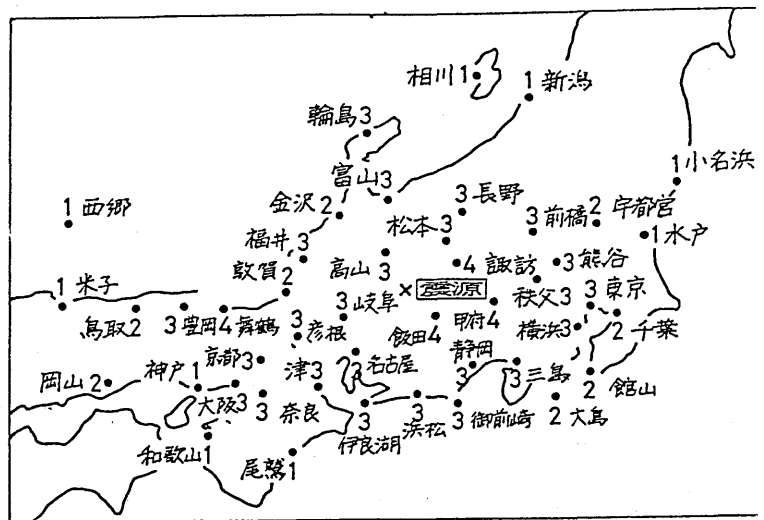 相川1
1 新潟
輪島3
富山3
1 小名浜
1 西郷
金沢2
3 長野
3 前橋
2 宇都宮
松本3
1 水戸
福井3
高山3
4 諏訪
3 熊谷
敦賀2
× 震源
秩父3
3 東京
1 米子
鳥取2
3 豊岡
4 舞鶴
3 彦根
岐阜3
飯田4
甲府4
横浜3
2 千葉
京都3
静岡3
3 三島
岡山2
神戸1
大阪3
3 奈良
津3
3 名古屋
2 館山
2 大島
3 伊良湖
3 浜松
3 御前崎
和歌山1
尾鷲1